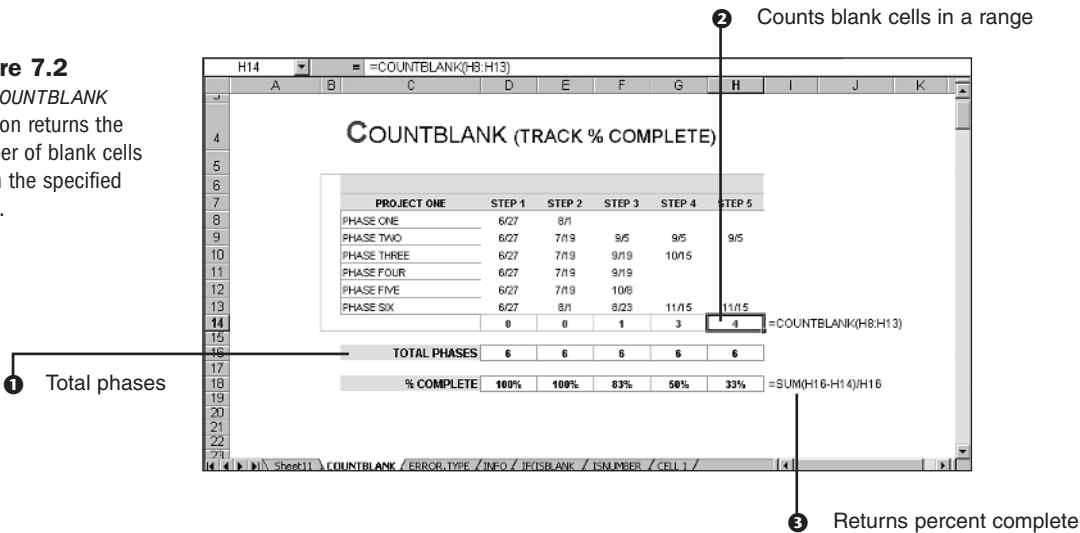 ❷ Counts blank cells in a range
re 7.2
OUNTBLANK
on returns the
er of blank cells
n the specified
.
H14 = =COUNTBLANK(H8:H13)
A B C D E F G H I J K
3
4 COUNTBLANK (TRACK % COMPLETE)
5
6
7 PROJECT ONE STEP 1 STEP 2 STEP 3 STEP 4 STEP 5
8 PHASE ONE 6/27 8/1
9 PHASE TWO 6/27 7/19 9/5 9/5 9/5
10 PHASE THREE 6/27 7/19 9/19 10/15
11 PHASE FOUR 6/27 7/19 9/19
12 PHASE FIVE 6/27 7/19 10/8
13 PHASE SIX 6/27 8/1 8/23 11/15 11/15
14 0 0 1 3 4 =COUNTBLANK(H8:H13)
15
16 TOTAL PHASES 6 6 6 6 6
17
❶ Total phases
18 % COMPLETE 100% 100% 83% 50% 33% =SUM(H16-H14)/H16
19
20
21
22
23
Sheet11 COUNTBLANK ERROR.TYPE INFO IF(ISBLANK ISNUMBER CELL 1
❸ Returns percent complete